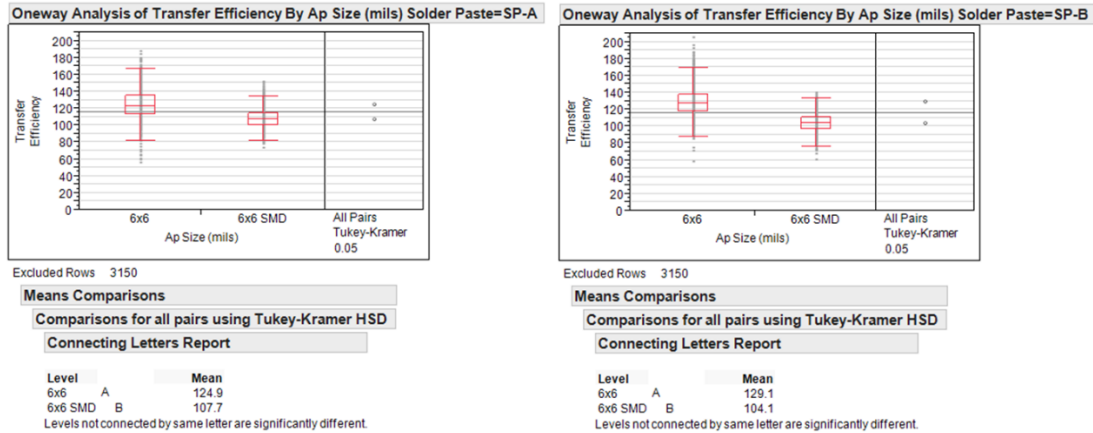 Oneway Analysis of Transfer Efficiency By Ap Size (mils) Solder Paste=SP-A
200
180
160
140
120
100
80
60
40
20
0
Transfer
Efficiency
6x6
6x6 SMD
All Pairs
Tukey-Kramer
0.05
Ap Size (mils)
Excluded Rows 3150
Means Comparisons
Comparisons for all pairs using Tukey-Kramer HSD
Connecting Letters Report
Level Mean
6x6 A 124.9
6x6 SMD B 107.7
Levels not connected by same letter are significantly different.
Oneway Analysis of Transfer Efficiency By Ap Size (mils) Solder Paste=SP-B
200
180
160
140
120
100
80
60
40
20
0
Transfer
Efficiency
6x6
6x6 SMD
All Pairs
Tukey-Kramer
0.05
Ap Size (mils)
Excluded Rows 3150
Means Comparisons
Comparisons for all pairs using Tukey-Kramer HSD
Connecting Letters Report
Level Mean
6x6 A 129.1
6x6 SMD B 104.1
Levels not connected by same letter are significantly different.